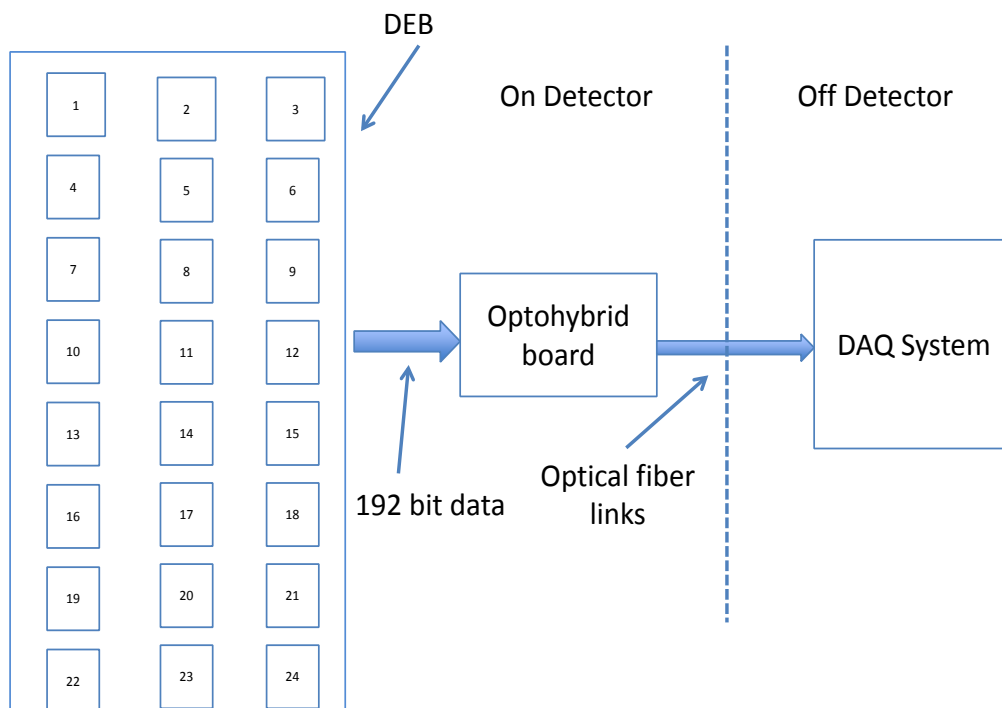 DEB
On Detector
Off Detector
1
2
3
4
5
6
7
8
9
10
11
12
13
14
15
16
17
18
19
20
21
22
23
24
Optohybrid
board
DAQ System
192 bit data
Optical fiber
links